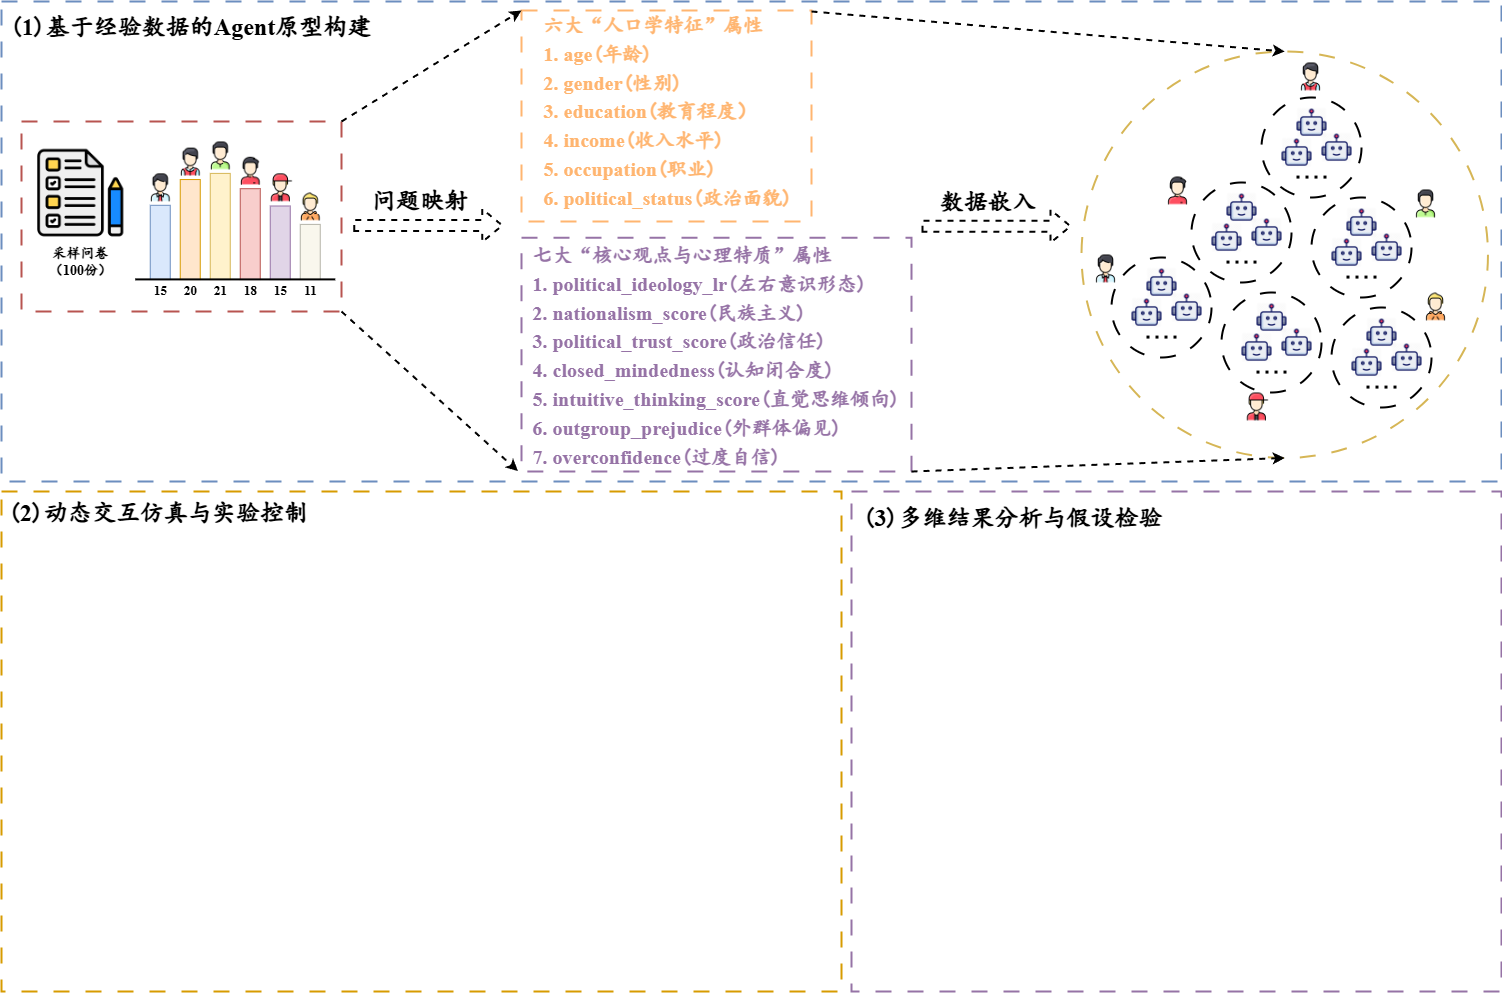 (1)基于经验数据的Agent原型构建
采样问卷
(100份)
15 20 21 18 15 11
问题映射
六大“人口学特征”属性
1. age(年龄)
2. gender(性别)
3. education(教育程度)
4. income(收入水平)
5. occupation(职业)
6. political_status(政治面貌)
七大“核心观点与心理特质”属性
1. political_ideology_lr(左右意识形态)
2. nationalism_score(民族主义)
3. political_trust_score(政治信任)
4. closed_mindedness(认知闭合度)
5. intuitive_thinking_score(直觉思维倾向)
6. outgroup_prejudice(外群体偏见)
7. overconfidence(过度自信)
数据嵌入
....
....
....
....
....
....
(2)动态交互仿真与实验控制
(3)多维结果分析与假设检验